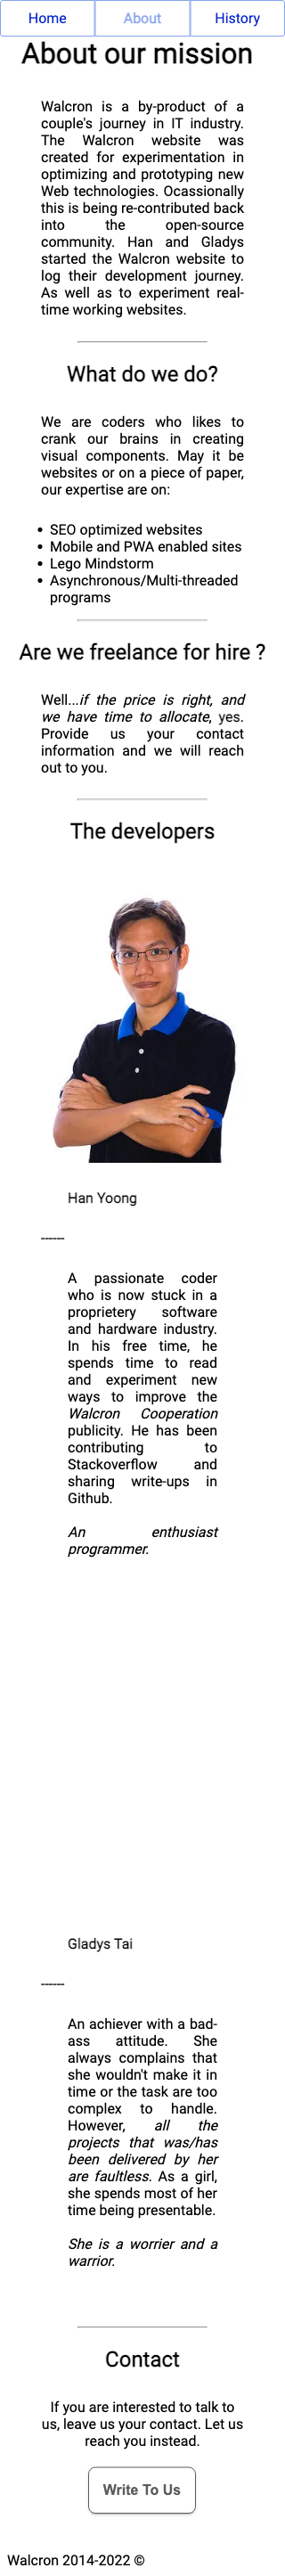 Home About History
About our mission
Walcron is a by-product of a
couple's journey in IT industry.
The Walcron website was
created for experimentation in
optimizing and prototyping new
Web technologies. Ocassionally
this is being re-contributed back
into the open-source
community. Han and Gladys
started the Walcron website to
log their development journey.
As well as to experiment real-
time working websites.
What do we do?
We are coders who likes to
crank our brains in creating
visual components. May it be
websites or on a piece of paper,
our expertise are on:
• SEO optimized websites
• Mobile and PWA enabled sites
• Lego Mindstorm
• Asynchronous/Multi-threaded
programs
Are we freelance for hire ?
Well...if the price is right, and
we have time to allocate, yes.
Provide us your contact
information and we will reach
out to you.
The developers
Han Yoong
------
A passionate coder
who is now stuck in a
proprietery software
and hardware industry.
In his free time, he
spends time to read
and experiment new
ways to improve the
Walcron Cooperation
publicity. He has been
contributing to
Stackoverflow and
sharing write-ups in
Github.
An enthusiast
programmer.
Gladys Tai
------
An achiever with a bad-
ass attitude. She
always complains that
she wouldn't make it in
time or the task are too
complex to handle.
However, all the
projects that was/has
been delivered by her
are faultless. As a girl,
she spends most of her
time being presentable.
She is a worrier and a
warrior.
Contact
If you are interested to talk to
us, leave us your contact. Let us
reach you instead.
Write To Us
Walcron 2014-2022 ©